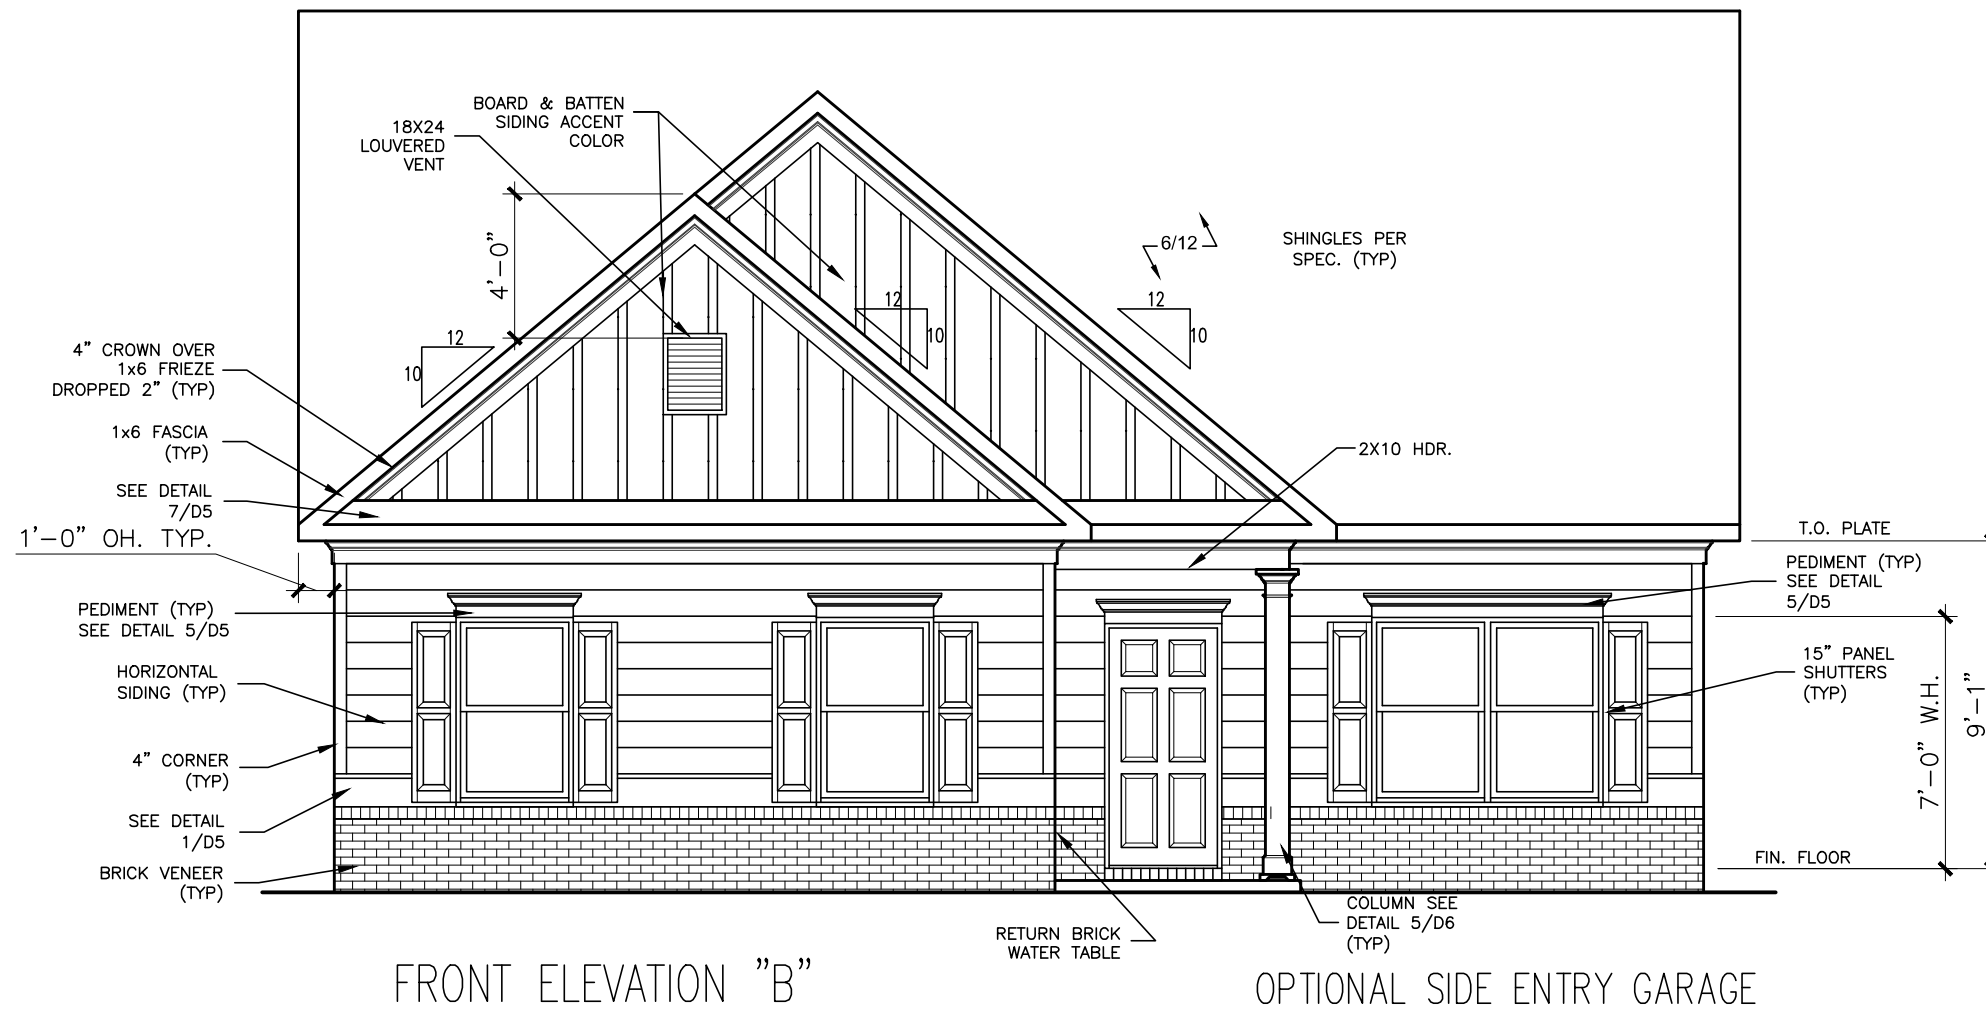 BOARD & BATTEN
SIDING ACCENT
COLOR
18X24
LOUVERED
VENT
4'-0"
6/12
SHINGLES PER
SPEC. (TYP)
12
10
12
10
12
10
4" CROWN OVER
1x6 FRIEZE
DROPPED 2" (TYP)
1x6 FASCIA
(TYP)
SEE DETAIL
7/D5
1'-0" OH. TYP.
2X10 HDR.
T.O. PLATE
PEDIMENT (TYP)
SEE DETAIL
5/D5
PEDIMENT (TYP)
SEE DETAIL 5/D5
HORIZONTAL
SIDING (TYP)
15" PANEL
SHUTTERS
(TYP)
7'-0" W.H.
9'-1"
4" CORNER
(TYP)
SEE DETAIL
1/D5
BRICK VENEER
(TYP)
FIN. FLOOR
COLUMN SEE
DETAIL 5/D6
(TYP)
RETURN BRICK
WATER TABLE
FRONT ELEVATION "B"
OPTIONAL SIDE ENTRY GARAGE